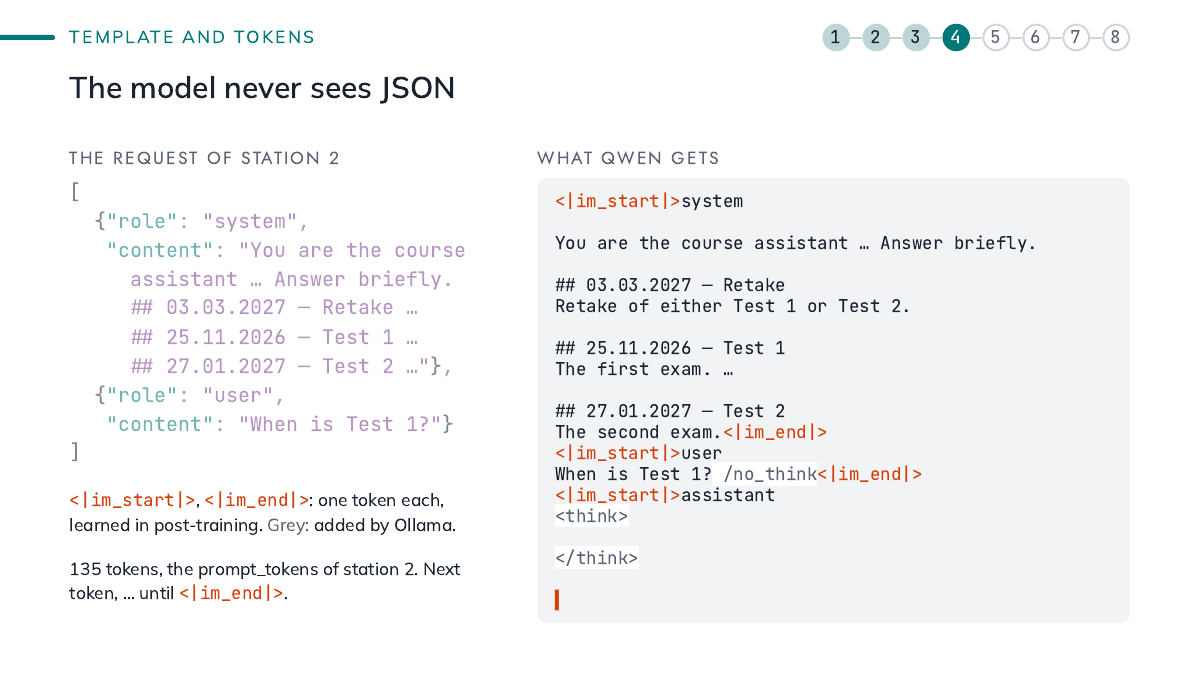 TEMPLATE AND TOKENS
1 2 3 4 5 6 7 8
The model never sees JSON
THE REQUEST OF STATION 2
[
  {"role": "system",
   "content": "You are the course
     assistant … Answer briefly.
     ## 03.03.2027 — Retake …
     ## 25.11.2026 — Test 1 …
     ## 27.01.2027 — Test 2 …"},
  {"role": "user",
   "content": "When is Test 1?"}
]
<|im_start|>, <|im_end|>: one token each,
learned in post-training. Grey: added by Ollama.
135 tokens, the prompt_tokens of station 2. Next
token, … until <|im_end|>.
WHAT QWEN GETS
<|im_start|>system
You are the course assistant … Answer briefly.
## 03.03.2027 — Retake
Retake of either Test 1 or Test 2.
## 25.11.2026 — Test 1
The first exam. …
## 27.01.2027 — Test 2
The second exam.<|im_end|>
<|im_start|>user
When is Test 1? /no_think<|im_end|>
<|im_start|>assistant
<think>
</think>